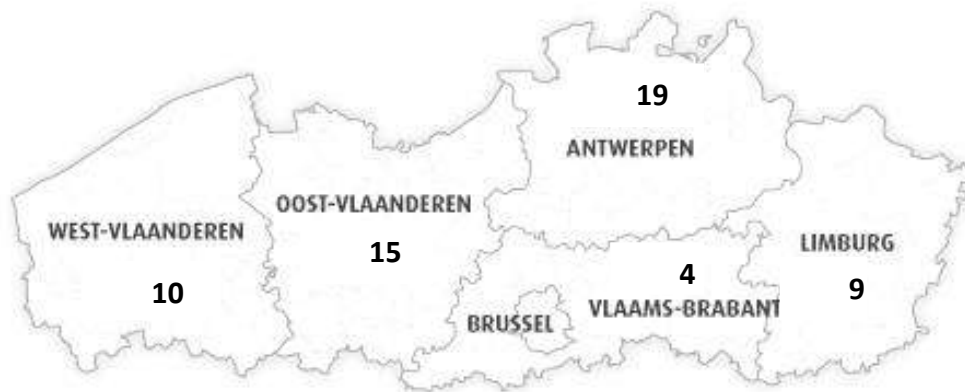 19
ANTWERPEN
OOST-VLAANDEREN
WEST-VLAANDEREN
LIMBURG
15
4
10
9
VLAAMS-BRABANT
BRUSSEL